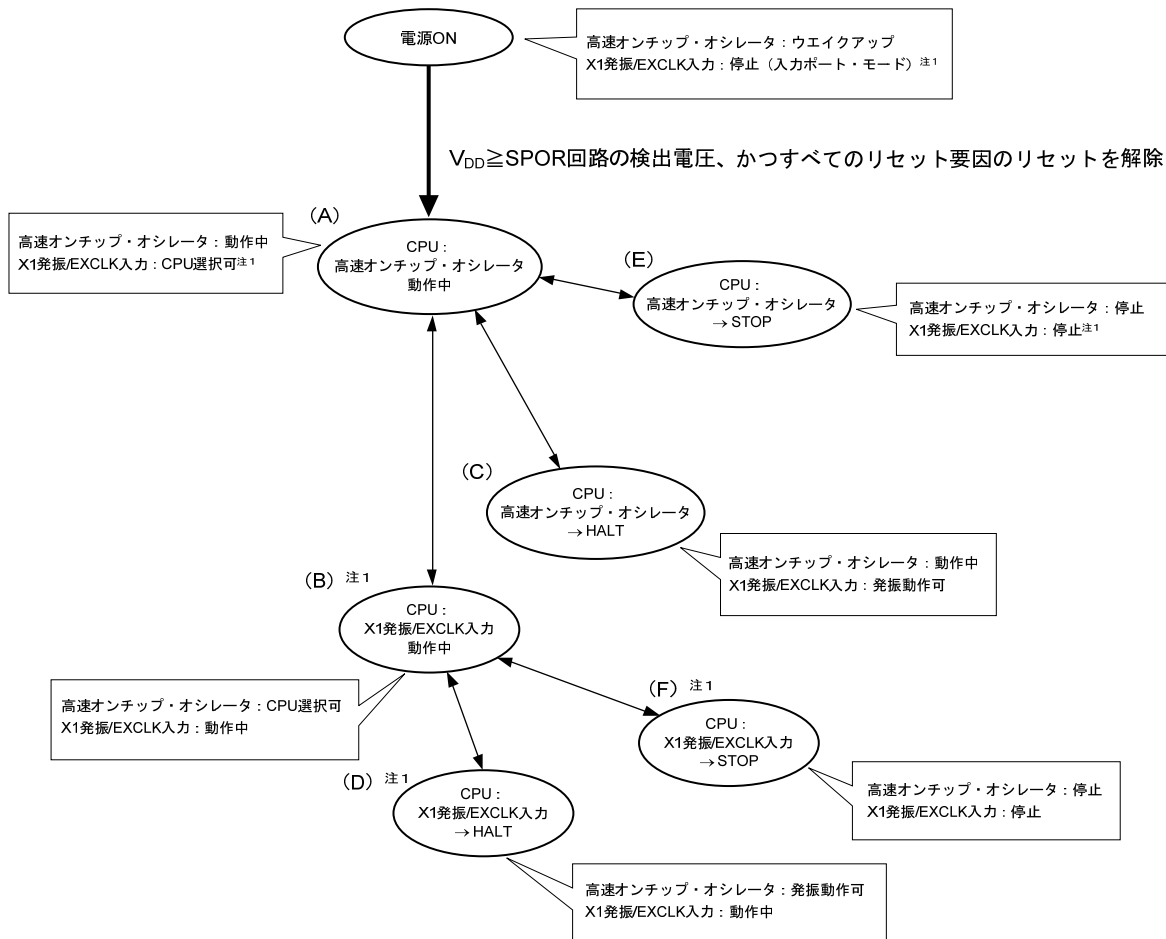 電源ON
高速オンチップ・オシレータ：ウエイクアップ
X1発振/EXCLK入力：停止（入力ポート・モード）注1
VDD≧SPOR回路の検出電圧、かつすべてのリセット要因のリセットを解除
（A）
高速オンチップ・オシレータ：動作中
X1発振/EXCLK入力：CPU選択可注1
CPU：
高速オンチップ・オシレータ
動作中
（E）
CPU：
高速オンチップ・オシレータ
→STOP
高速オンチップ・オシレータ：停止
X1発振/EXCLK入力：停止注1
（C）
CPU：
高速オンチップ・オシレータ
→HALT
高速オンチップ・オシレータ：動作中
X1発振/EXCLK入力：発振動作可
（B）注1
CPU：
X1発振/EXCLK入力
動作中
高速オンチップ・オシレータ：CPU選択可
X1発振/EXCLK入力：動作中
（F）注1
CPU：
X1発振/EXCLK入力
→STOP
高速オンチップ・オシレータ：停止
X1発振/EXCLK入力：停止
（D）注1
CPU：
X1発振/EXCLK入力
→HALT
高速オンチップ・オシレータ：発振動作可
X1発振/EXCLK入力：動作中